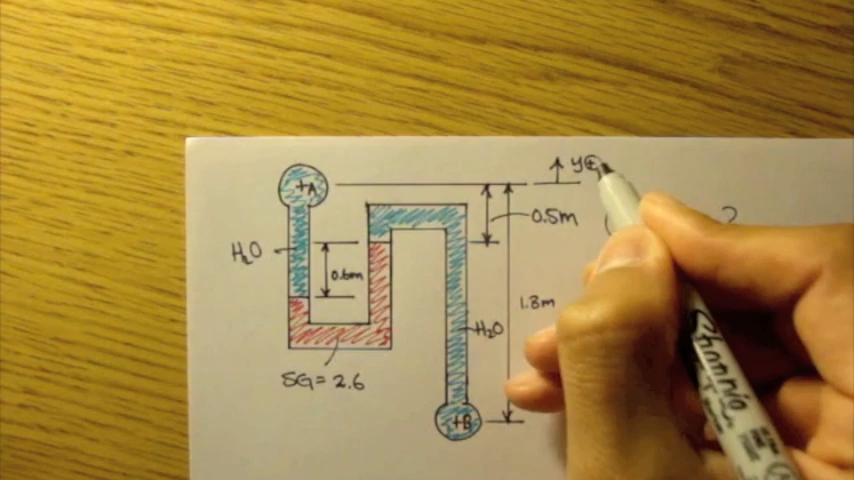 +A
y⊕
0.5m
?
H₂O
0.6m
1.8m
H₂O
SG = 2.6
+B
Sharpie